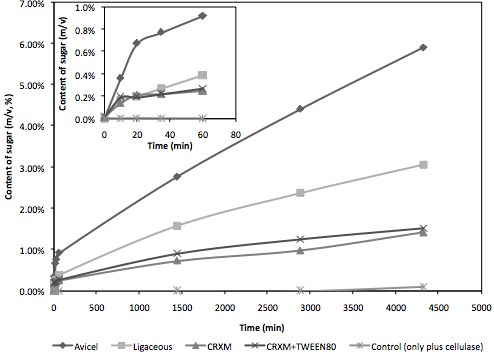 7.00%
6.00%
5.00%
4.00%
3.00%
2.00%
1.00%
0.00%
Content of sugar (m/v, %)
0 500 1000 1500 2000 2500 3000 3500 4000 4500 5000
Time (min)
1.0%
0.8%
0.6%
0.4%
0.2%
0.0%
Content of sugar (m/v)
0 20 40 60 80
Time (min)
Avicel Ligaceous CRXM CRXM+TWEEN80 Control (only plus cellulase)